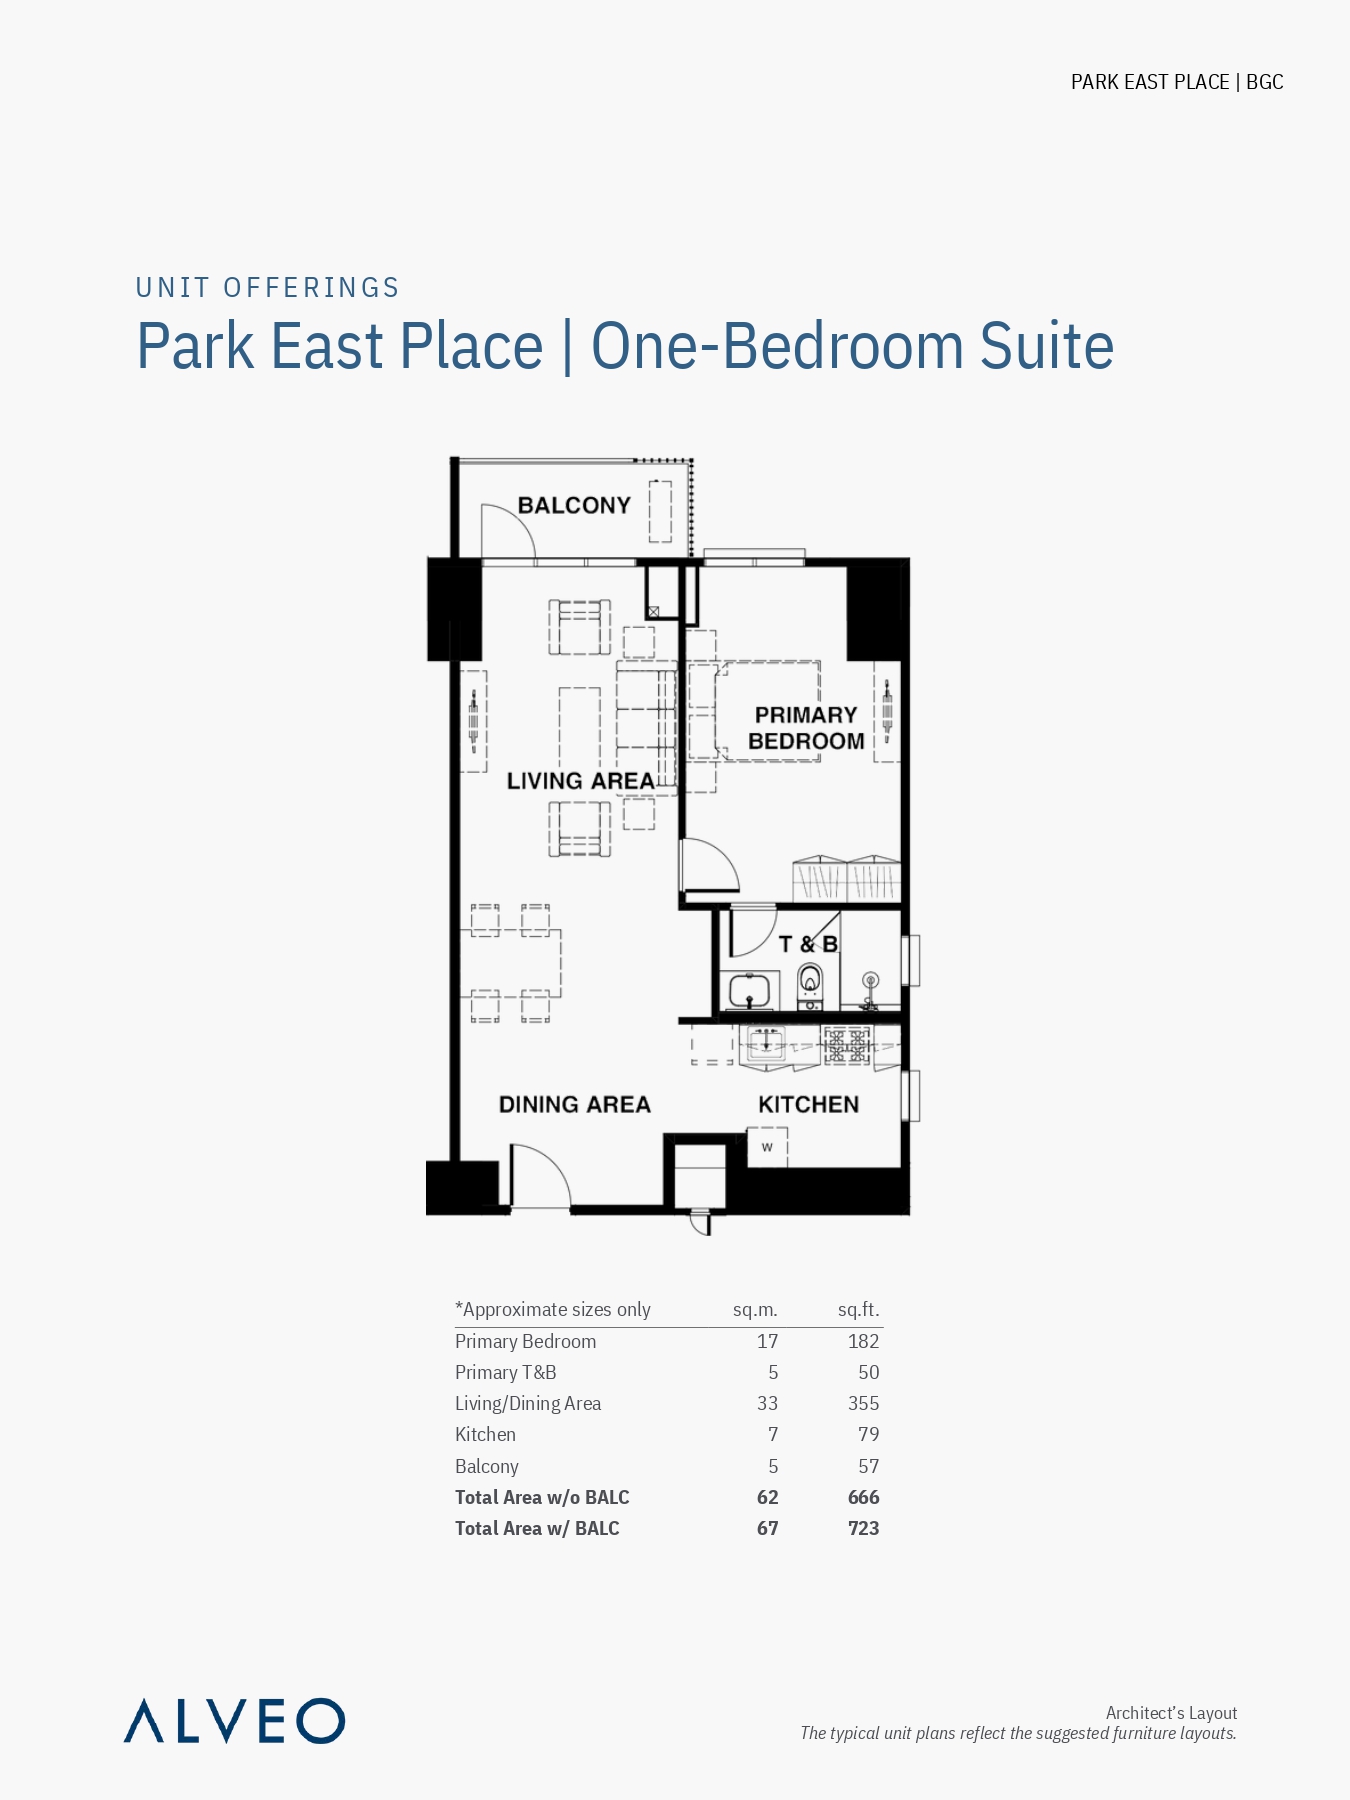 PARK EAST PLACE | BGC
UNIT OFFERINGS
Park East Place | One-Bedroom Suite
BALCONY
PRIMARY
BEDROOM
LIVING AREA
T & B
DINING AREA
KITCHEN
W
*Approximate sizes only sq.m. sq.ft.
Primary Bedroom 17 182
Primary T&B 5 50
Living/Dining Area 33 355
Kitchen 7 79
Balcony 5 57
Total Area w/o BALC 62 666
Total Area w/ BALC 67 723
ALVEO
Architect's Layout
The typical unit plans reflect the suggested furniture layouts.